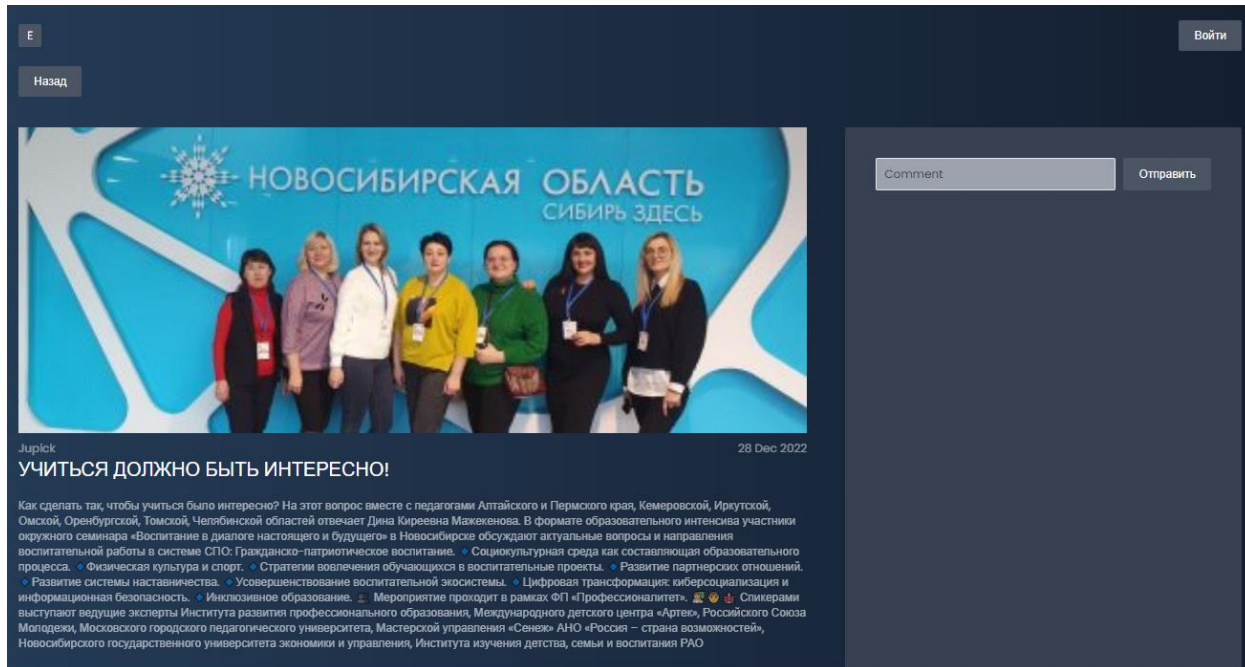 E
Войти
Назад
НОВОСИБИРСКАЯ ОБЛАСТЬ
СИБИРЬ ЗДЕСЬ
Comment
Отправить
Jupick
28 Dec 2022
УЧИТЬСЯ ДОЛЖНО БЫТЬ ИНТЕРЕСНО!
Как сделать так, чтобы учиться было интересно? На этот вопрос вместе с педагогами Алтайского и Пермского края, Кемеровской, Иркутской,
Омской, Оренбургской, Томской, Челябинской областей отвечает Дина Киреевна Мажекенова. В формате образовательного интенсива участники
окружного семинара «Воспитание в диалоге настоящего и будущего» в Новосибирске обсуждают актуальные вопросы и направления
воспитательной работы в системе СПО: Гражданско-патриотическое воспитание. 🔹 Социокультурная среда как составляющая образовательного
процесса. 🔹 Физическая культура и спорт. 🔹 Стратегии вовлечения обучающихся в воспитательные проекты. 🔹 Развитие партнерских отношений.
🔹 Развитие системы наставничества. 🔹 Усовершенствование воспитательной экосистемы. 🔹 Цифровая трансформация: киберсоциализация и
информационная безопасность. 🔹 Инклюзивное образование. Мероприятие проходит в рамках ФП «Профессионалитет». Спикерами
выступают ведущие эксперты Института развития профессионального образования, Международного детского центра «Артек», Российского Союза
Молодежи, Московского городского педагогического университета, Мастерской управления «Сенеж» АНО «Россия – страна возможностей»,
Новосибирского государственного университета экономики и управления, Института изучения детства, семьи и воспитания РАО